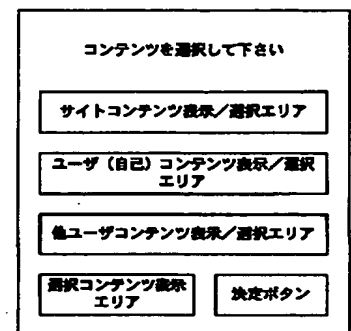 コンテンツを選択して下さい
サイトコンテンツ表示／選択エリア
ユーザ（自己）コンテンツ表示／選択
エリア
他ユーザコンテンツ表示／選択エリア
選択コンテンツ表示
エリア
決定ボタン